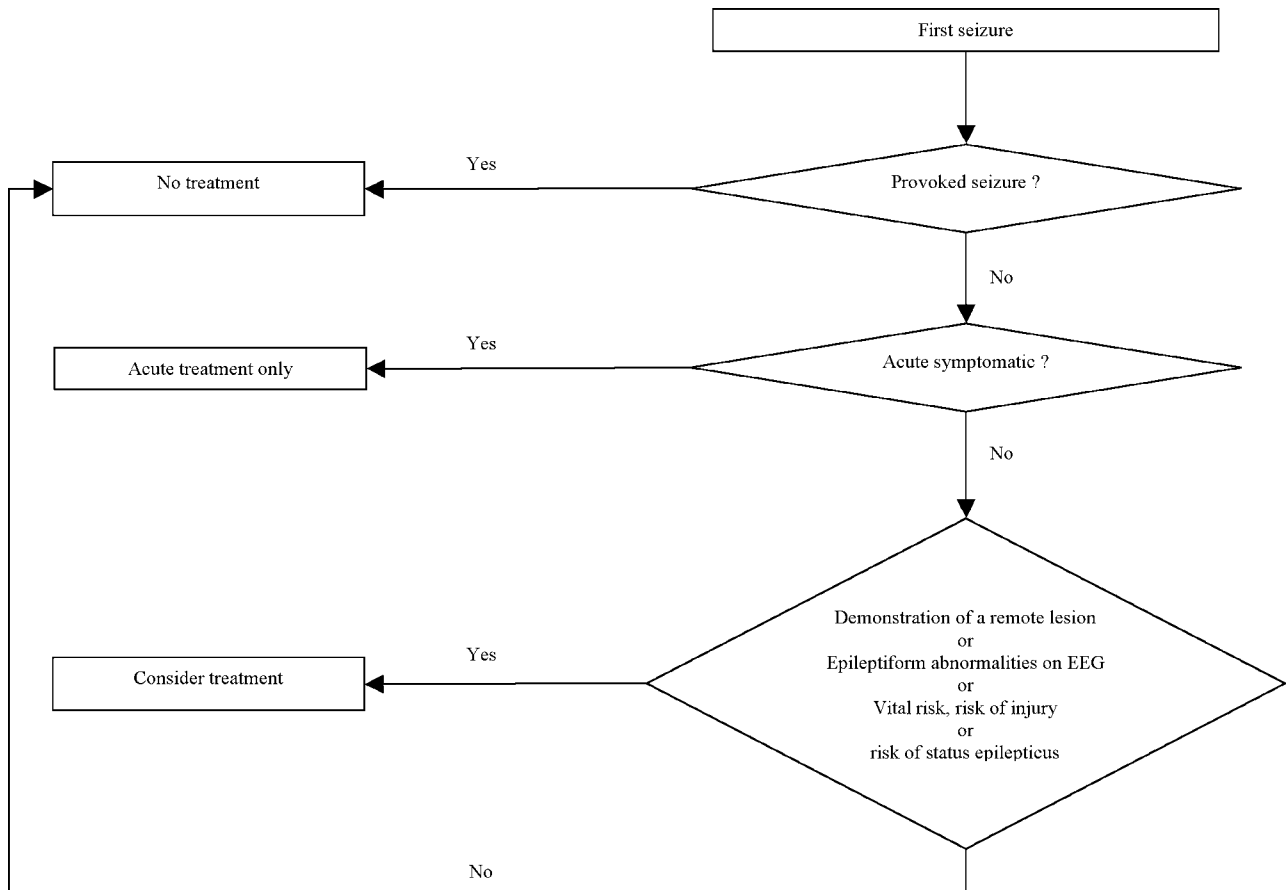 First seizure
Yes
No treatment
Provoked seizure ?
No
Yes
Acute treatment only
Acute symptomatic ?
No
Demonstration of a remote lesion
or
Yes
Epileptiform abnormalities on EEG
Consider treatment
or
Vital risk, risk of injury
or
risk of status epilepticus
No